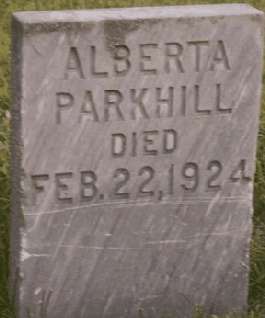 ALBERTA
PARKHILL
DIED
FEB. 22, 1924